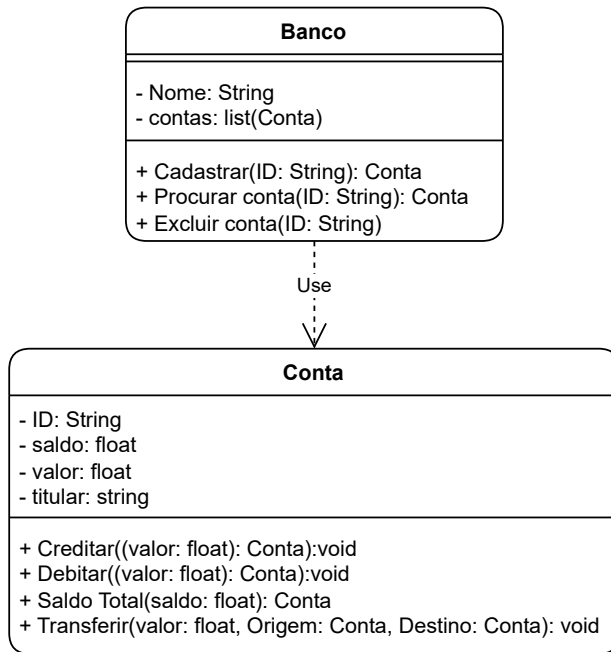 Banco
- Nome: String
- contas: list(Conta)
+ Cadastrar(ID: String): Conta
+ Procurar conta(ID: String): Conta
+ Excluir conta(ID: String)
Use
Conta
- ID: String
- saldo: float
- valor: float
- titular: string
+ Creditar((valor: float): Conta):void
+ Debitar((valor: float): Conta):void
+ Saldo Total(saldo: float): Conta
+ Transferir(valor: float, Origem: Conta, Destino: Conta): void